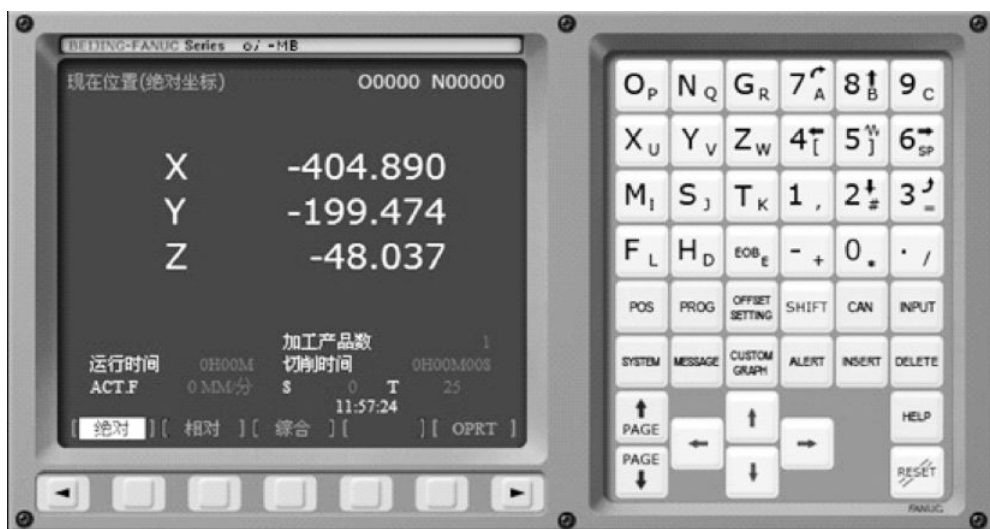 BEIJING-FANUC Series oi -MB
现在位置(绝对坐标) O0000 N00000
X -404.890
Y -199.474
Z -48.037
加工产品数 1
运行时间 0H00M 切削时间 0H00M00S
ACT.F 0 MM/分 S 0 T 25
11:57:24
[ 绝对 ] [ 相对 ] [ 综合 ] [ ] [ OPRT ]
O P N Q G R 7 A 8 B 9 C
X U Y V Z W 4 [ 5 ] 6 SP
M I S J T K 1 , 2 # 3 =
F L H D EOB E - + 0 * . /
POS PROG OFFSET SETTING SHIFT CAN INPUT
SYSTEM MESSAGE CUSTOM GRAPH ALERT INSERT DELETE
PAGE HELP
PAGE RESET
FANUC